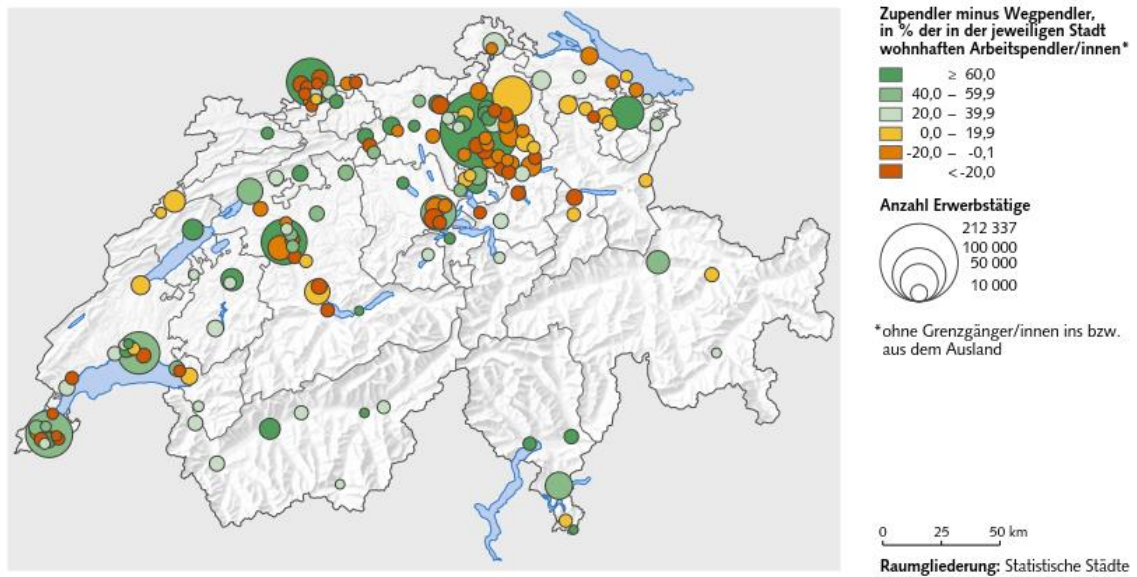 Zupendler minus Wegpendler,
in % der in der jeweiligen Stadt
wohnhaften Arbeitspendler/innen*
≥ 60,0
40,0 – 59,9
20,0 – 39,9
0,0 – 19,9
-20,0 – -0,1
< -20,0
Anzahl Erwerbstätige
212 337
100 000
50 000
10 000
*ohne Grenzgänger/innen ins bzw.
aus dem Ausland
0 25 50 km
Raumgliederung: Statistische Städte